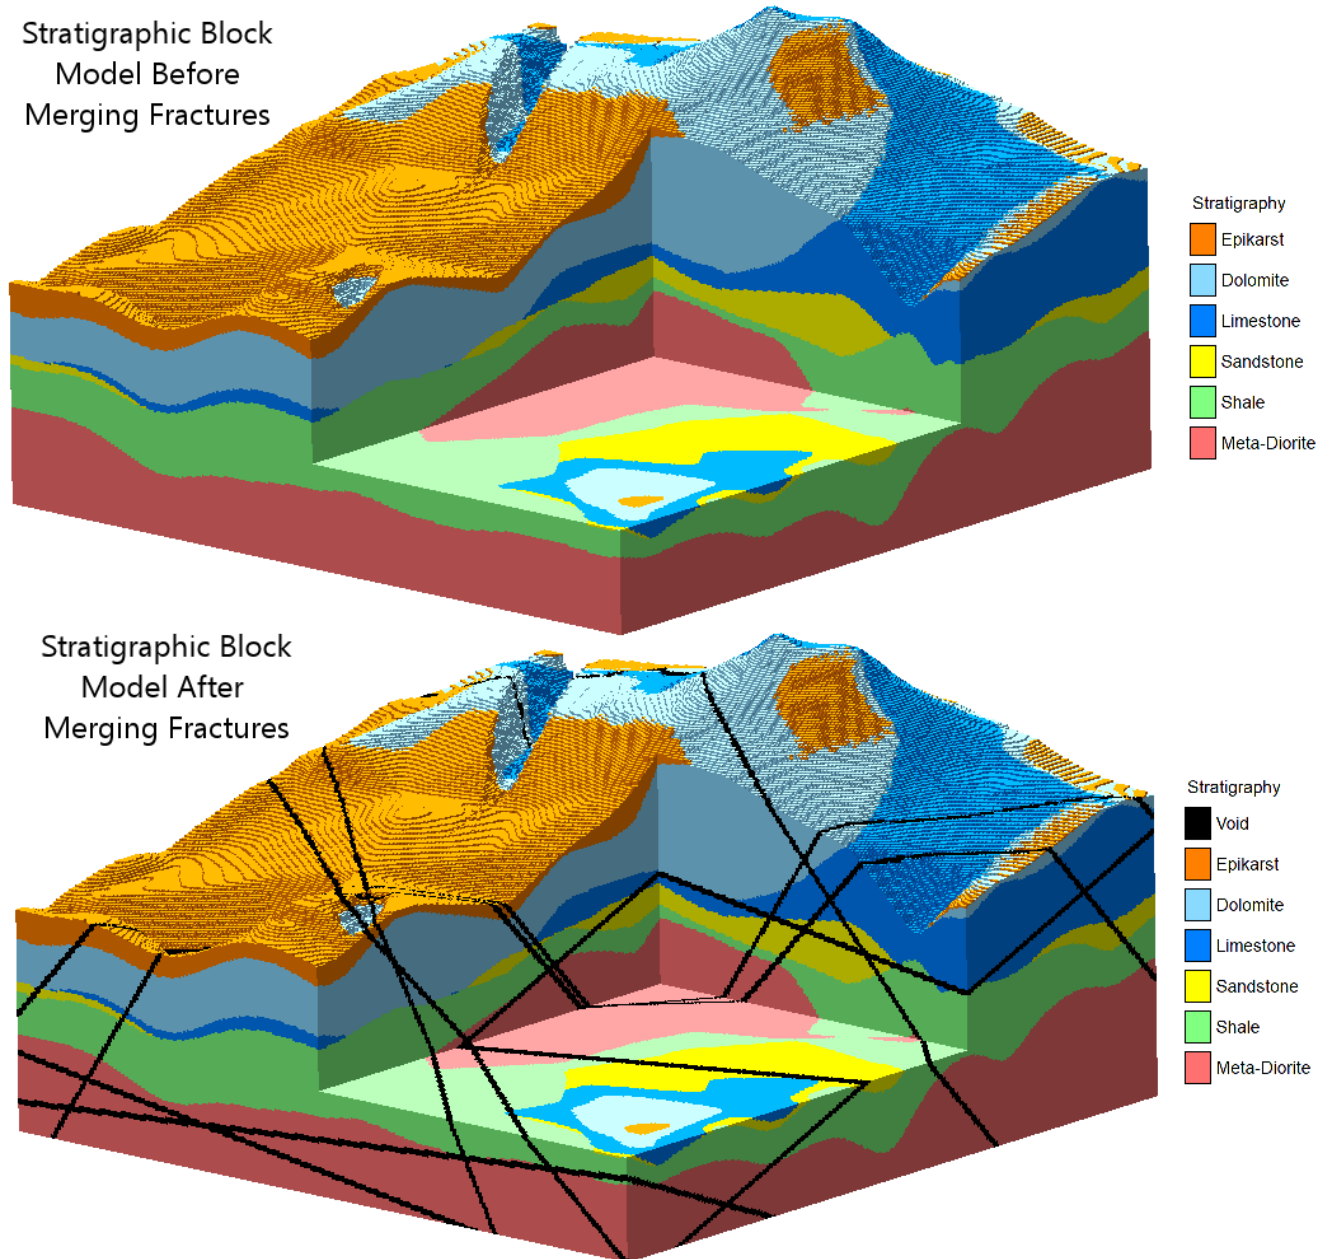 Stratigraphic Block
Model Before
Merging Fractures
Stratigraphy
Epikarst
Dolomite
Limestone
Sandstone
Shale
Meta-Diorite
Stratigraphic Block
Model After
Merging Fractures
Stratigraphy
Void
Epikarst
Dolomite
Limestone
Sandstone
Shale
Meta-Diorite